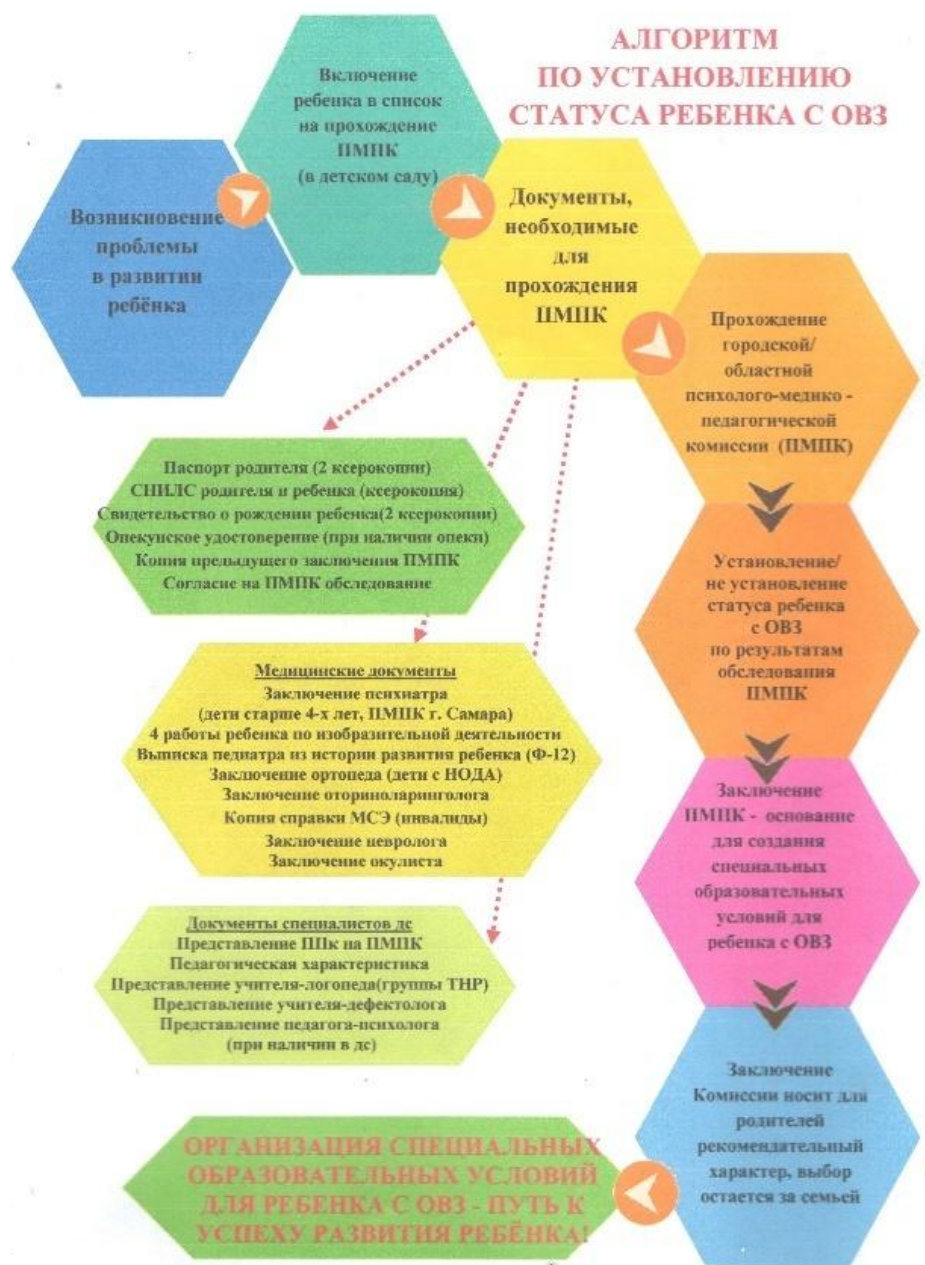 АЛГОРИТМ
ПО УСТАНОВЛЕНИЮ
СТАТУСА РЕБЕНКА С ОВЗ
Возникновение
проблемы
в развитии
ребёнка
Включение
ребенка в список
на прохождение
ПМПК
(в детском саду)
Документы,
необходимые
для
прохождения
ПМПК
Прохождение
городской/
областной
психолого-медико -
педагогической
комиссии (ПМПК)
Паспорт родителя (2 ксерокопии)
СНИЛС родителя и ребенка (ксерокопия)
Свидетельство о рождении ребенка(2 ксерокопии)
Опекунское удостоверение (при наличии опеки)
Копия предыдущего заключения ПМПК
Согласие на ПМПК обследование
Медицинские документы
Заключение психиатра
(дети старше 4-х лет, ПМПК г. Самара)
4 работы ребенка по изобразительной деятельности
Выписка педиатра из истории развития ребенка (Ф-12)
Заключение ортопеда (дети с НОДА)
Заключение оториноларинголога
Копия справки МСЭ (инвалиды)
Заключение невролога
Заключение окулиста
Документы специалистов дс
Представление ППк на ПМПК
Педагогическая характеристика
Представление учителя-логопеда(группы ТНР)
Представление учителя-дефектолога
Представление педагога-психолога
(при наличии в дс)
Установление/
не установление
статуса ребенка
с ОВЗ
по результатам
обследования
ПМПК
Заключение
ПМПК - основание
для создания
специальных
образовательных
условий для
ребенка с ОВЗ
Заключение
Комиссии носит для
родителей
рекомендательный
характер, выбор
остается за семьей
ОРГАНИЗАЦИЯ СПЕЦИАЛЬНЫХ
ОБРАЗОВАТЕЛЬНЫХ УСЛОВИЙ
ДЛЯ РЕБЕНКА С ОВЗ - ПУТЬ К
УСПЕХУ РАЗВИТИЯ РЕБЁНКА!